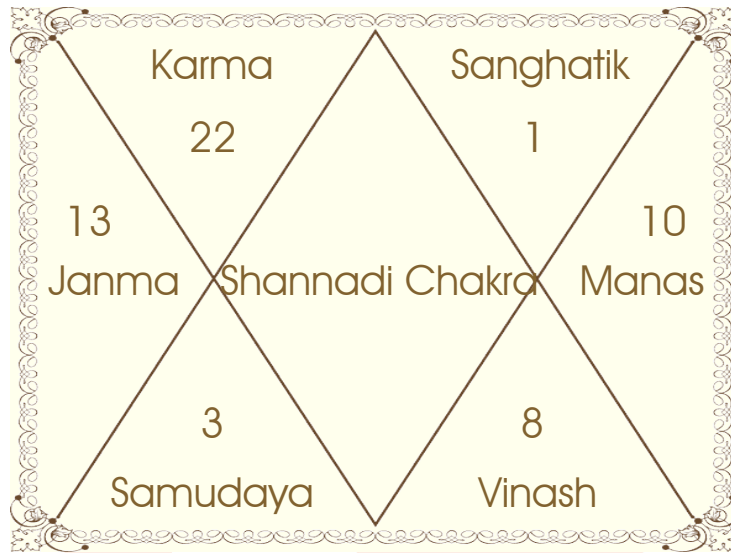 Karma
Sanghatik
22
1
13
10
Janma
Shannadi Chakra
Manas
3
8
Samudaya
Vinash